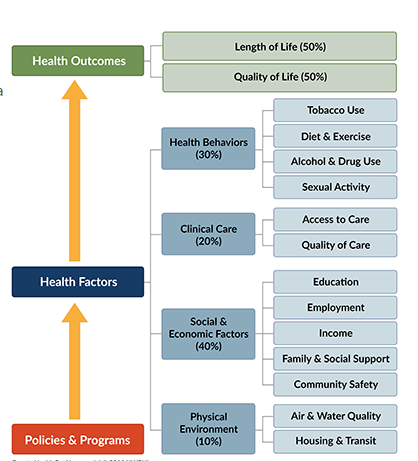 Health Outcomes
Length of Life (50%)
Quality of Life (50%)
Health Behaviors
(30%)
Tobacco Use
Diet & Exercise
Alcohol & Drug Use
Sexual Activity
Clinical Care
(20%)
Access to Care
Quality of Care
Health Factors
Social &
Economic Factors
(40%)
Education
Employment
Income
Family & Social Support
Community Safety
Physical
Environment
(10%)
Air & Water Quality
Housing & Transit
Policies & Programs